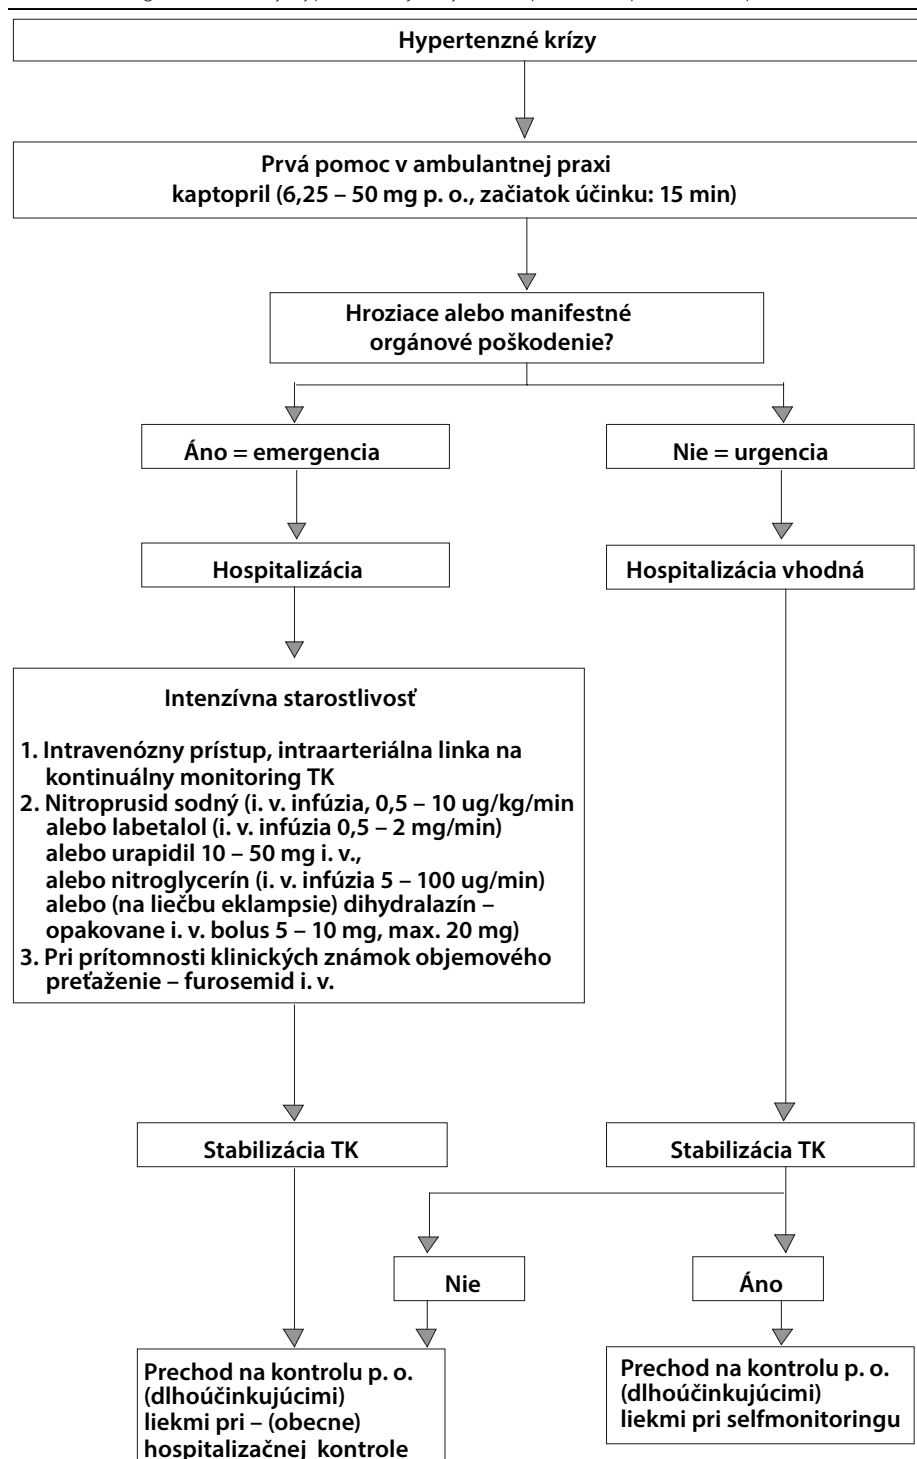 Hypertenzné krízy
Prvá pomoc v ambulantnej praxi
kaptopril (6,25 – 50 mg p. o., začiatok účinku: 15 min)
Hroziace alebo manifestné
orgánové poškodenie?
Áno = emergencia
Nie = urgencia
Hospitalizácia
Hospitalizácia vhodná
Intenzívna starostlivosť
1. Intravenózny prístup, intraarteriálna linka na
kontinuálny monitoring TK
2. Nitroprusid sodný (i. v. infúzia, 0,5 – 10 ug/kg/min
alebo labetalol (i. v. infúzia 0,5 – 2 mg/min)
alebo urapidil 10 – 50 mg i. v.,
alebo nitroglycerín (i. v. infúzia 5 – 100 ug/min)
alebo (na liečbu eklampsie) dihydralazín –
opakovane i. v. bolus 5 – 10 mg, max. 20 mg)
3. Pri prítomnosti klinických známok objemového
preťaženie – furosemid i. v.
Stabilizácia TK
Stabilizácia TK
Nie
Áno
Prechod na kontrolu p. o.
(dlhoúčinkujúcimi)
liekmi pri – (obecne)
hospitalizačnej kontrole
Prechod na kontrolu p. o.
(dlhoúčinkujúcimi)
liekmi pri selfmonitoringu